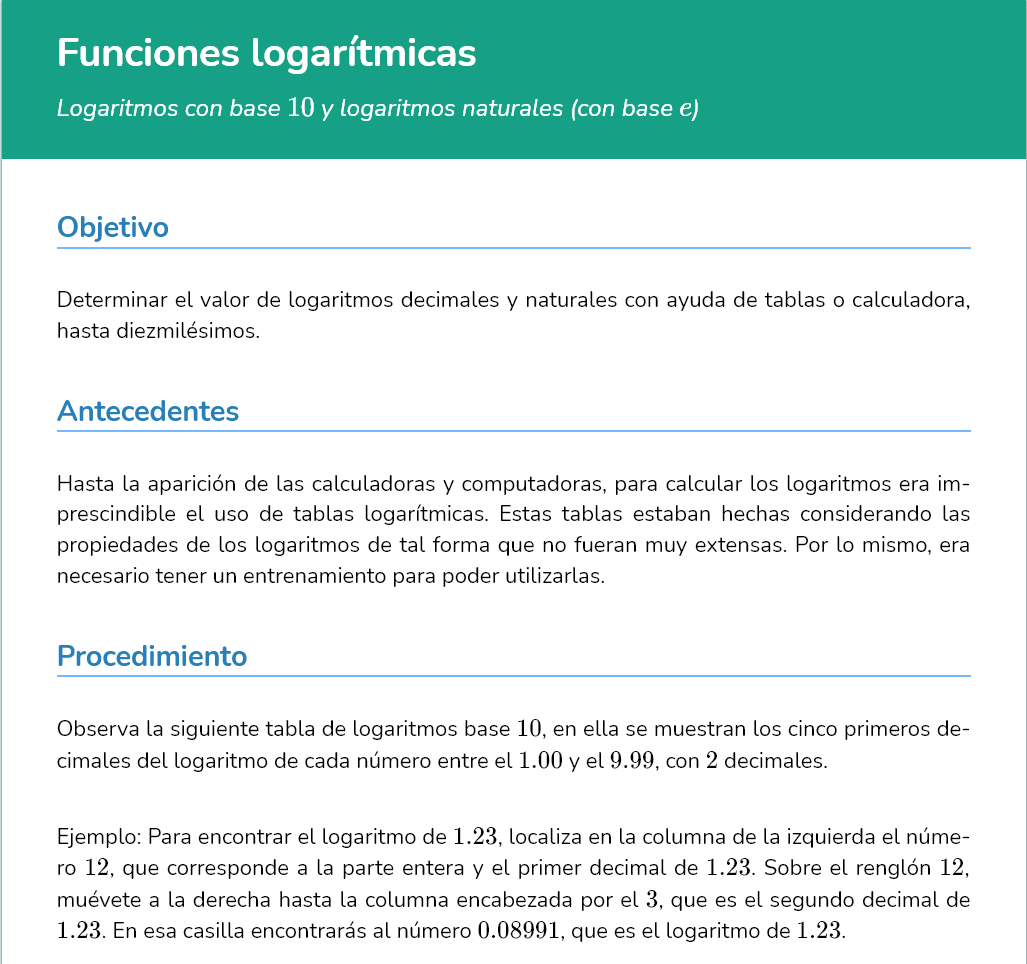 Funciones logarítmicas
Logaritmos con base 10 y logaritmos naturales (con base e)
Objetivo
Determinar el valor de logaritmos decimales y naturales con ayuda de tablas o calculadora,
hasta diezmilésimos.
Antecedentes
Hasta la aparición de las calculadoras y computadoras, para calcular los logaritmos era im-
prescindible el uso de tablas logarítmicas. Estas tablas estaban hechas considerando las
propiedades de los logaritmos de tal forma que no fueran muy extensas. Por lo mismo, era
necesario tener un entrenamiento para poder utilizarlas.
Procedimiento
Observa la siguiente tabla de logaritmos base 10, en ella se muestran los cinco primeros de-
cimales del logaritmo de cada número entre el 1.00 y el 9.99, con 2 decimales.
Ejemplo: Para encontrar el logaritmo de 1.23, localiza en la columna de la izquierda el núme-
ro 12, que corresponde a la parte entera y el primer decimal de 1.23. Sobre el renglón 12,
muévete a la derecha hasta la columna encabezada por el 3, que es el segundo decimal de
1.23. En esa casilla encontrarás al número 0.08991, que es el logaritmo de 1.23.